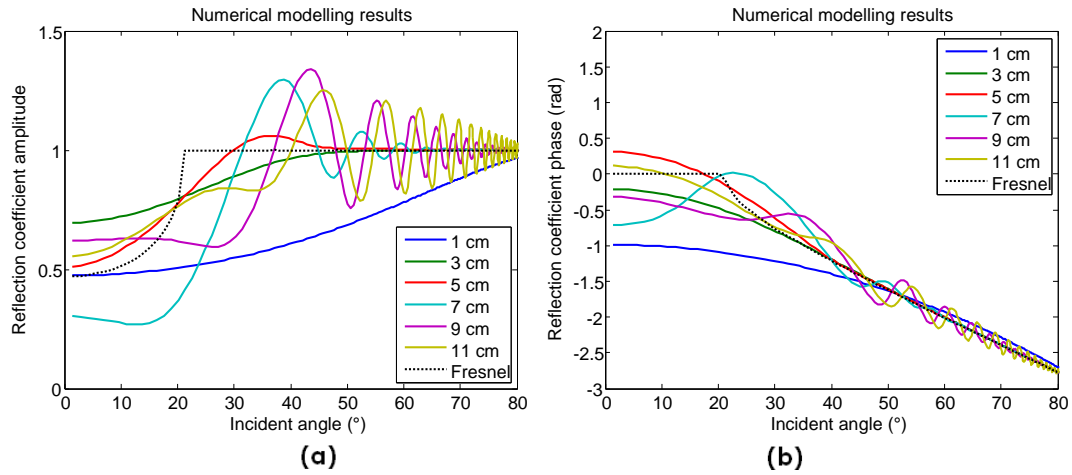 Numerical modelling results
1.5
1
0.5
0
Reflection coefficient amplitude
0 10 20 30 40 50 60 70 80
Incident angle (°)
1 cm
3 cm
5 cm
7 cm
9 cm
11 cm
Fresnel
(a)
Numerical modelling results
2
1.5
1
0.5
0
-0.5
-1
-1.5
-2
-2.5
-3
Reflection coefficient phase (rad)
0 10 20 30 40 50 60 70 80
Incident angle (°)
1 cm
3 cm
5 cm
7 cm
9 cm
11 cm
Fresnel
(b)